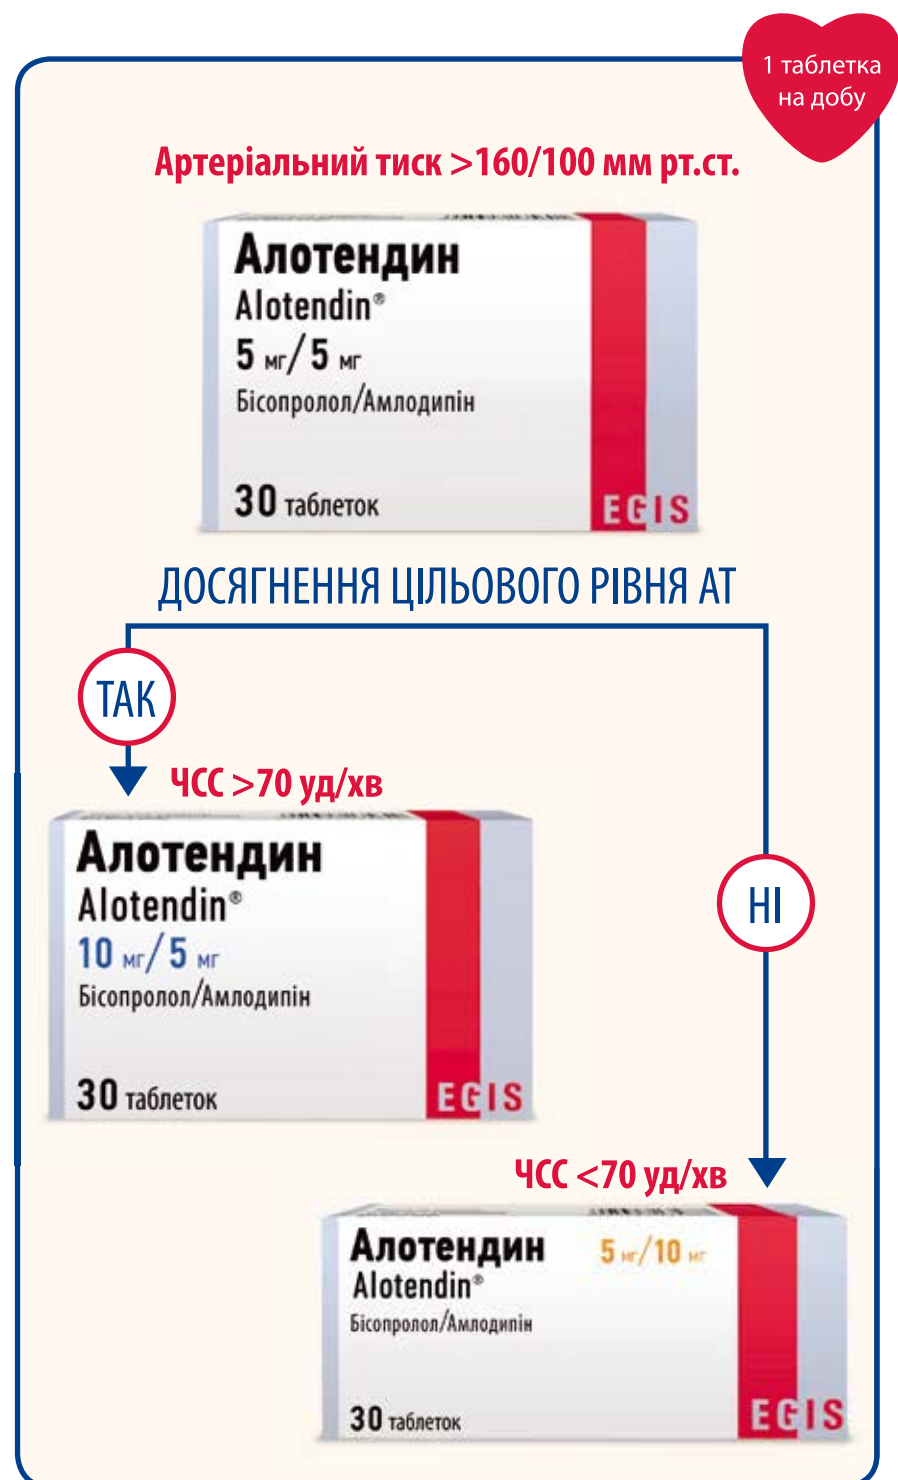 1 таблетка
на добу
Артеріальний тиск >160/100 мм рт.ст.
Алотендин
Alotendin®
5 мг/5 мг
Бісопролол/Амлодипін
30 таблеток
EGIS
ДОСЯГНЕННЯ ЦІЛЬОВОГО РІВНЯ АТ
ТАК
ЧСС >70 уд/хв
Алотендин
Alotendin®
10 мг/5 мг
Бісопролол/Амлодипін
30 таблеток
EGIS
НІ
ЧСС <70 уд/хв
Алотендин 5 мг/10 мг
Alotendin®
Бісопролол/Амлодипін
30 таблеток
EGIS